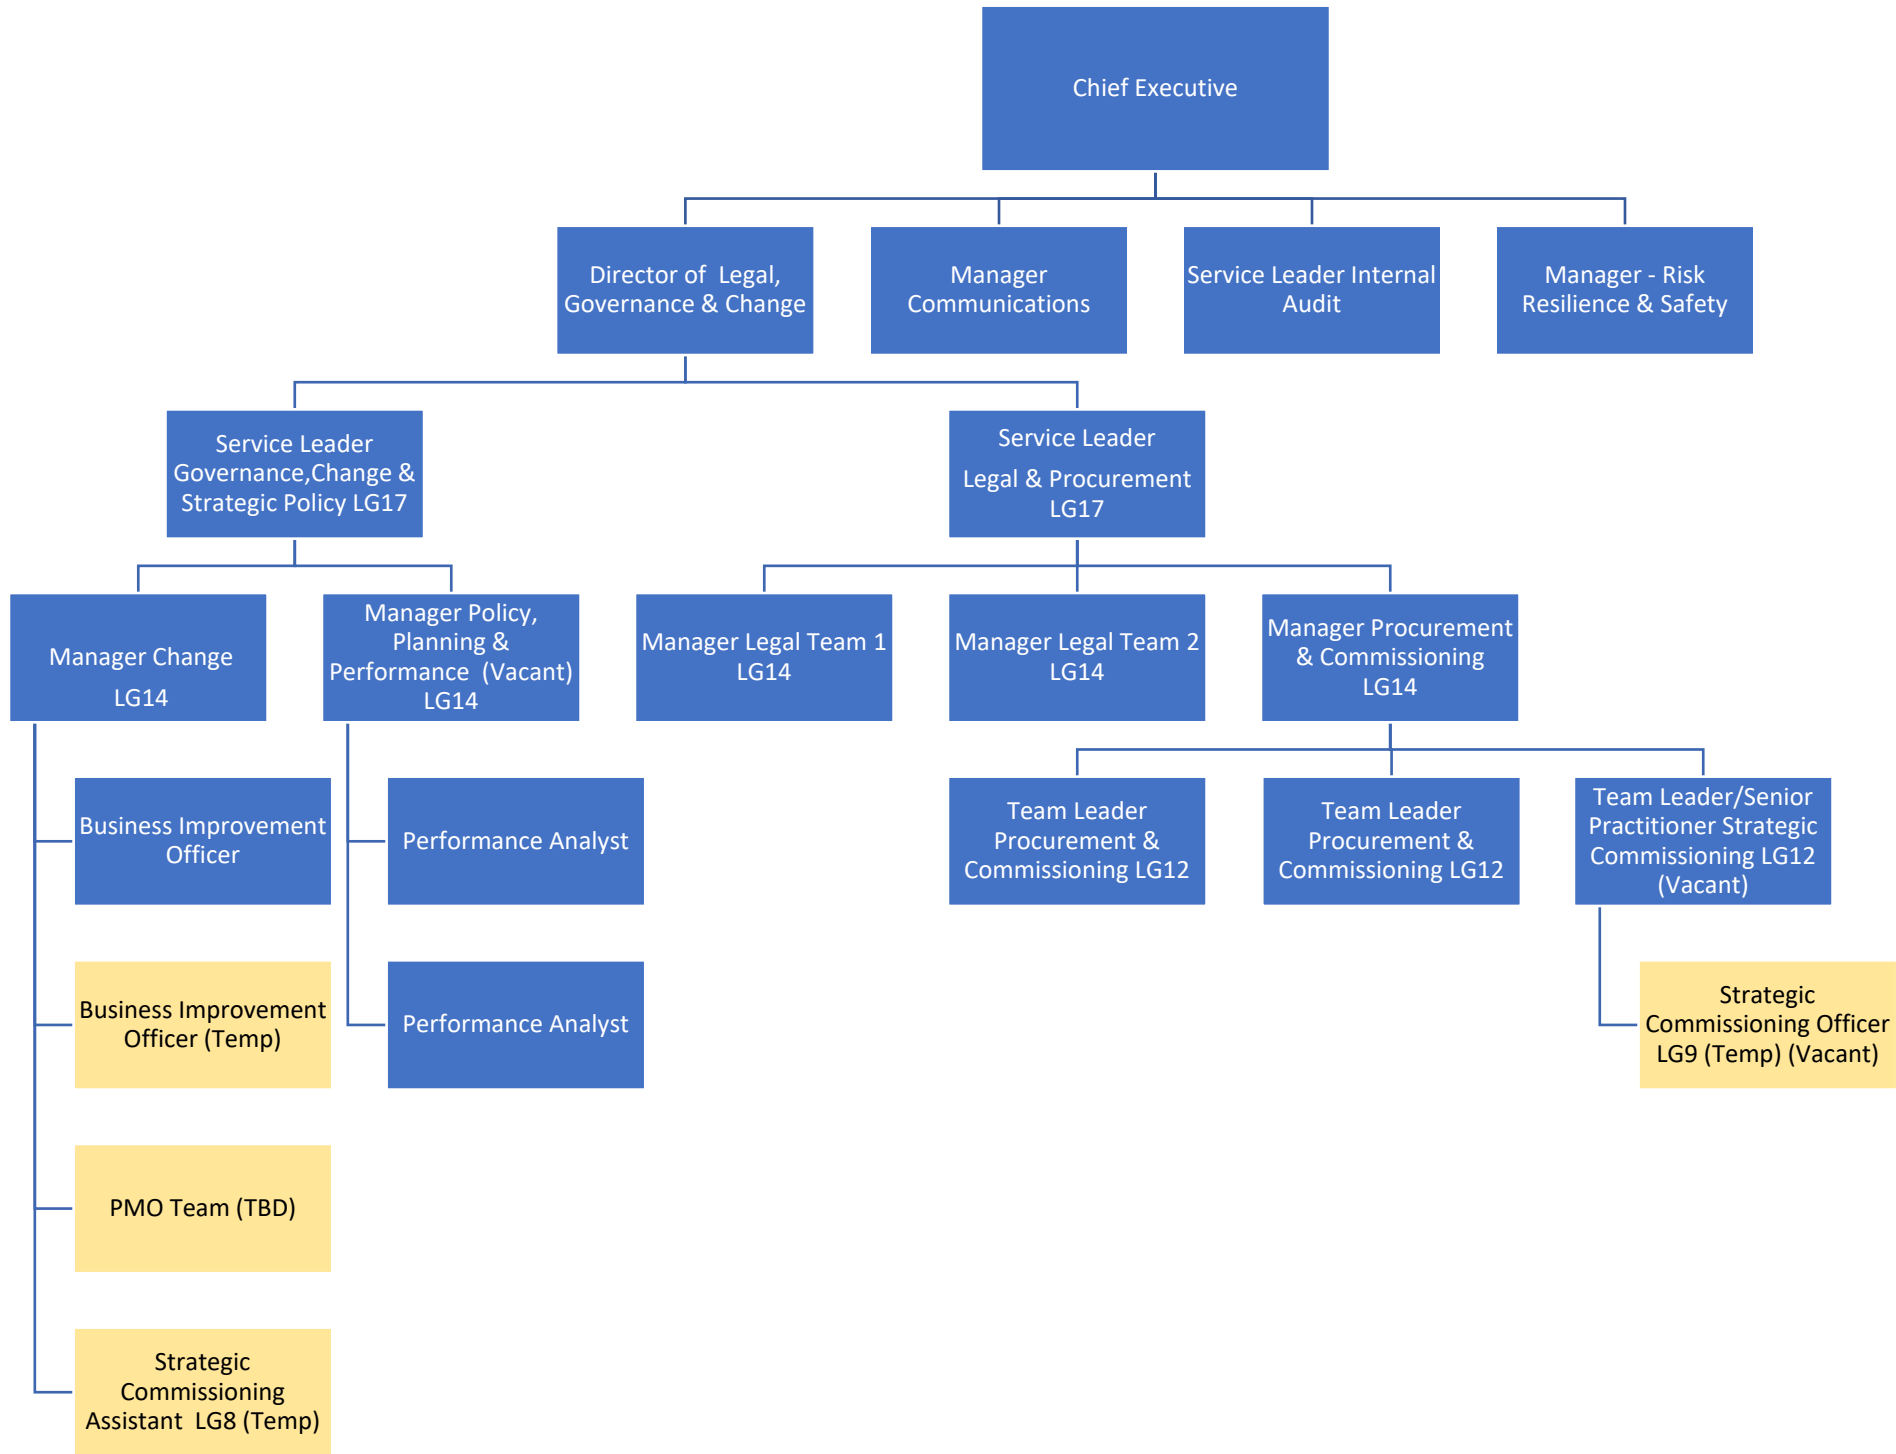 Chief Executive
Director of  Legal,
Governance & Change
Manager
Communications
Service Leader Internal
Audit
Manager - Risk
Resilience & Safety
Service Leader
Governance,Change &
Strategic Policy LG17
Service Leader
Legal & Procurement
LG17
Manager Change
LG14
Manager Policy,
Planning &
Performance  (Vacant)
LG14
Manager Legal Team 1
LG14
Manager Legal Team 2
LG14
Manager Procurement
& Commissioning
LG14
Business Improvement
Officer
Performance Analyst
Team Leader
Procurement &
Commissioning LG12
Team Leader
Procurement &
Commissioning LG12
Team Leader/Senior
Practitioner Strategic
Commissioning LG12
(Vacant)
Business Improvement
Officer (Temp)
Performance Analyst
Strategic
Commissioning Officer
LG9 (Temp) (Vacant)
PMO Team (TBD)
Strategic
Commissioning
Assistant  LG8 (Temp)